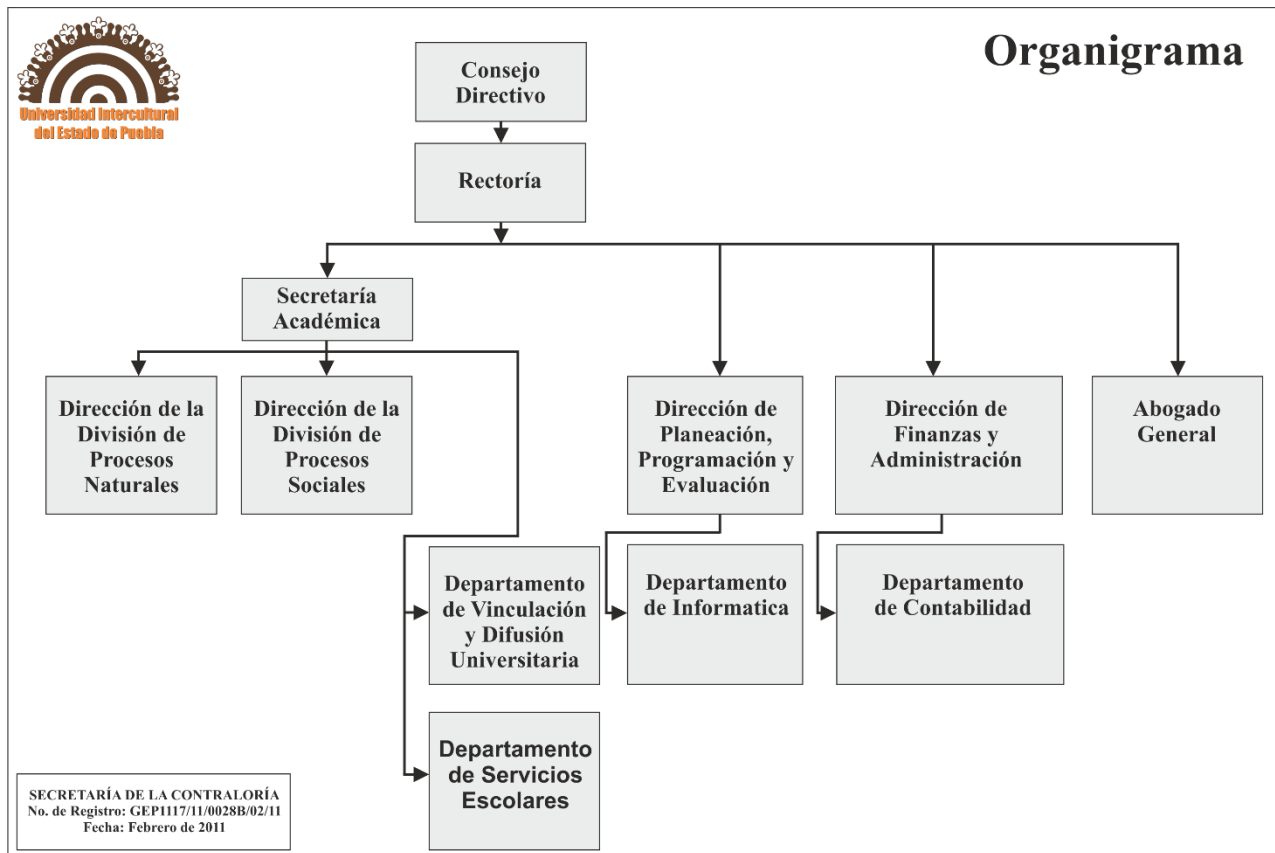 Universidad Intercultural
del Estado de Puebla
Organigrama
Consejo
Directivo
Rectoría
Secretaría
Académica
Dirección de la
División de
Procesos
Naturales
Dirección de la
División de
Procesos
Sociales
Dirección de
Planeación,
Programación y
Evaluación
Dirección de
Finanzas y
Administración
Abogado
General
Departamento
de Vinculación
y Difusión
Universitaria
Departamento
de Informatica
Departamento
de Contabilidad
Departamento
de Servicios
Escolares
SECRETARÍA DE LA CONTRALORÍA
No. de Registro: GEP1117/11/0028B/02/11
Fecha: Febrero de 2011